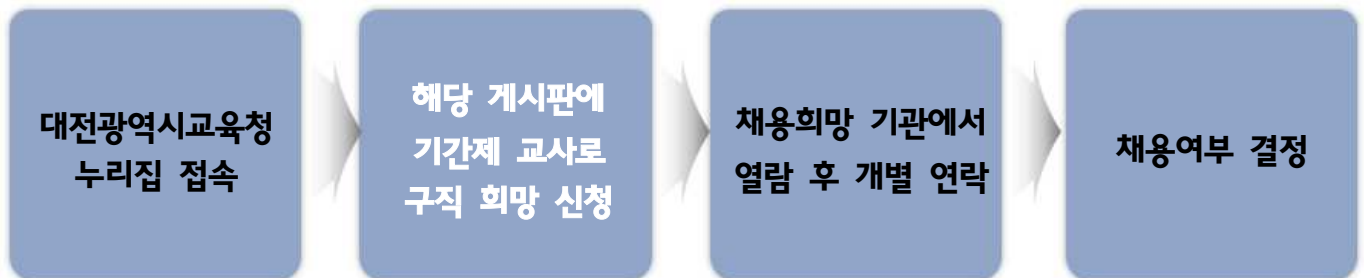 대전광역시교육청
누리집 접속
해당 게시판에
기간제 교사로
구직 희망 신청
채용희망 기관에서
열람 후 개별 연락
채용여부 결정